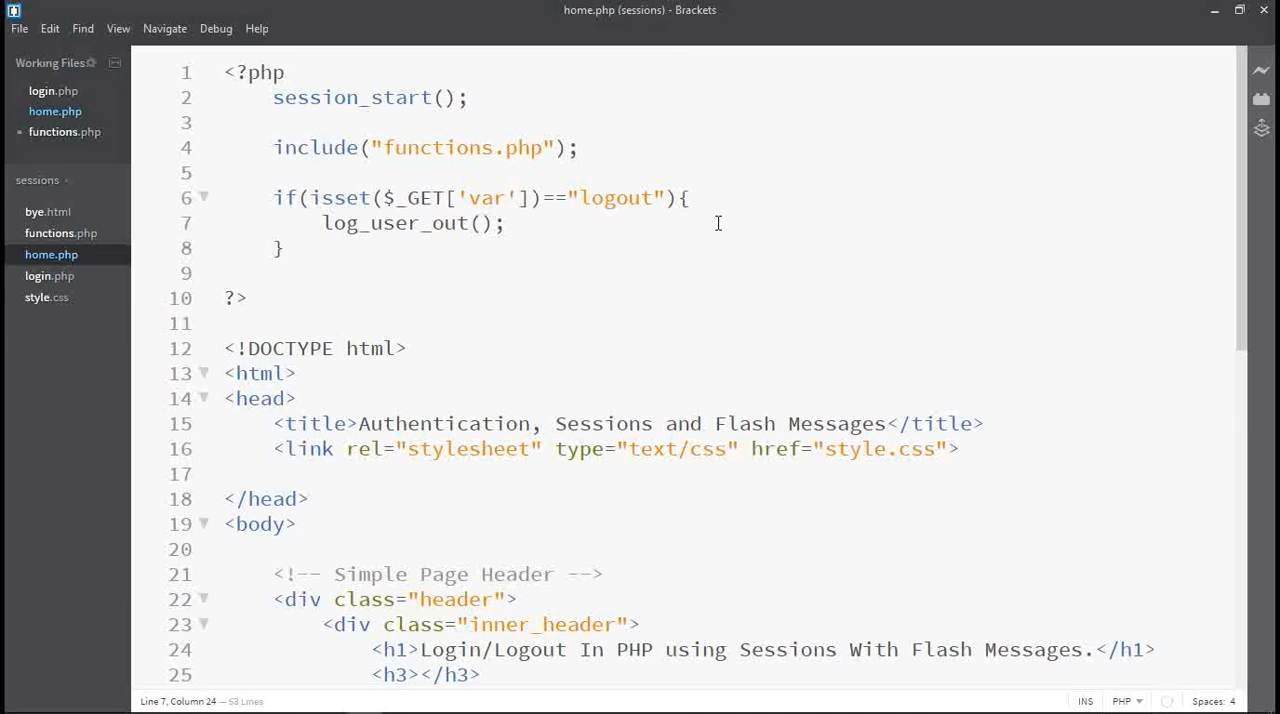 home.php (sessions) - Brackets
File Edit Find View Navigate Debug Help
Working Files
login.php
home.php
functions.php
sessions
bye.html
functions.php
home.php
login.php
style.css
1 <?php
2 session_start();
3
4 include("functions.php");
5
6 if(isset($_GET['var'])=="logout"){
7 log_user_out();
8 }
9
10 ?>
11
12 <!DOCTYPE html>
13 <html>
14 <head>
15 <title>Authentication, Sessions and Flash Messages</title>
16 <link rel="stylesheet" type="text/css" href="style.css">
17
18 </head>
19 <body>
20
21 <!-- Simple Page Header -->
22 <div class="header">
23 <div class="inner_header">
24 <h1>Login/Logout In PHP using Sessions With Flash Messages.</h1>
25 <h3></h3>
Line 7, Column 24 — 53 Lines
INS PHP Spaces: 4